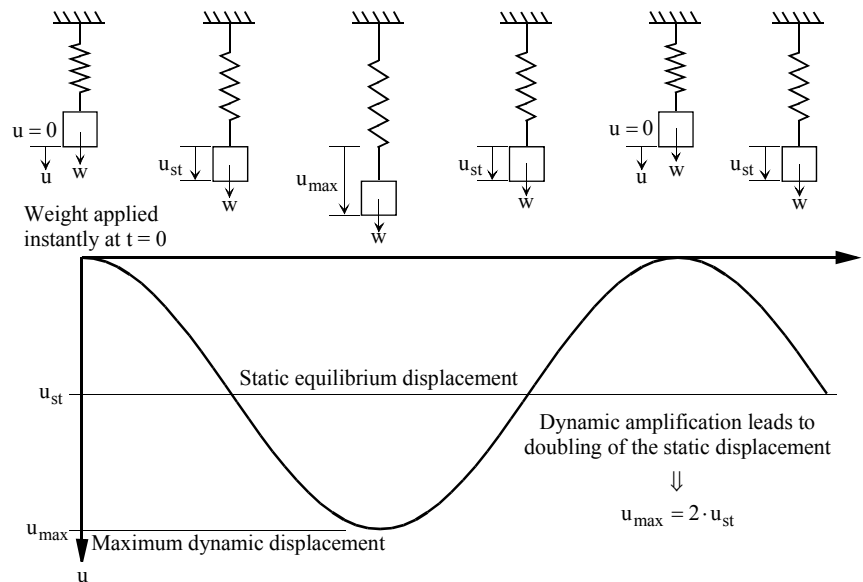 u = 0
u
w
u_st
w
u_max
w
u_st
w
u = 0
u
w
u_st
w
Weight applied
instantly at t = 0
Static equilibrium displacement
u_st
Dynamic amplification leads to
doubling of the static displacement
⇓
u_max = 2 · u_st
u_max
Maximum dynamic displacement
u